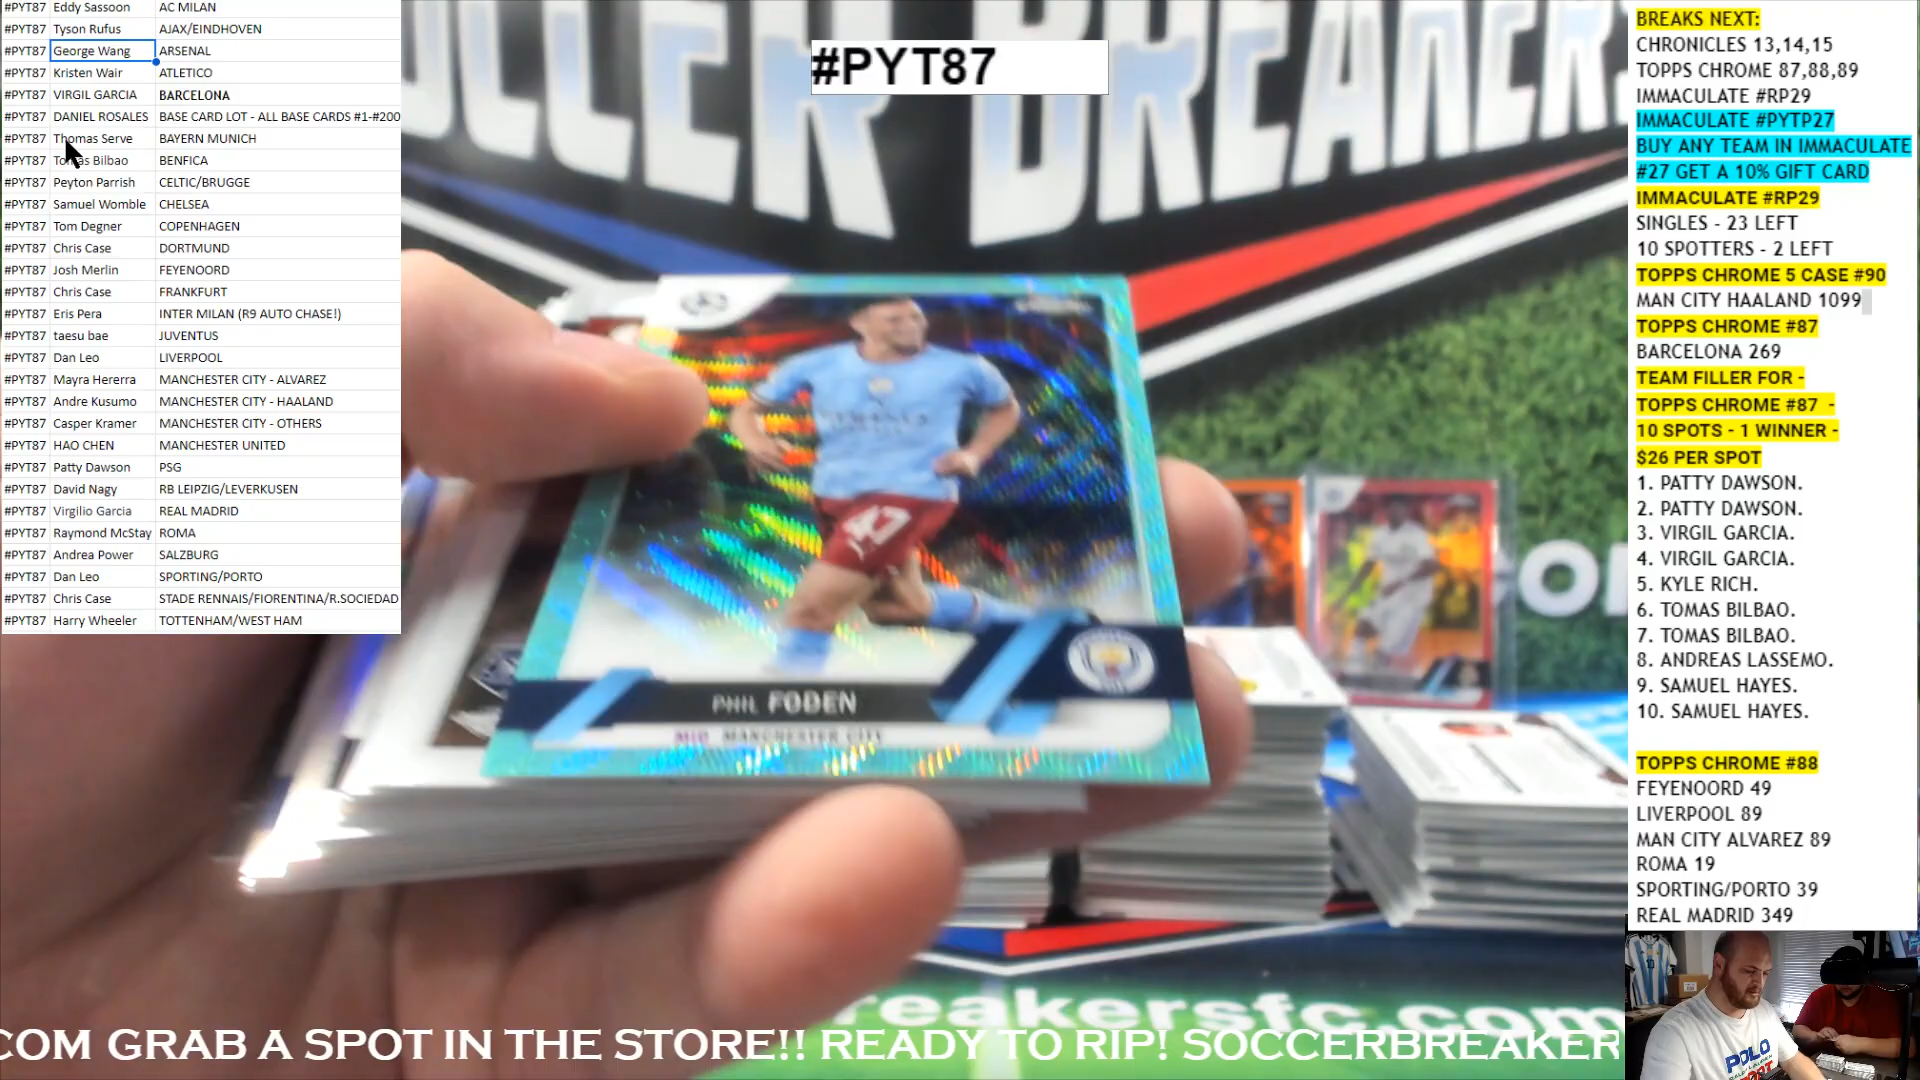 #PYT87 Eddy Sassoon AC MILAN
#PYT87 Tyson Rufus AJAX/EINDHOVEN
#PYT87 George Wang ARSENAL
#PYT87 Kristen Wair ATLETICO
#PYT87 VIRGIL GARCIA BARCELONA
#PYT87 DANIEL ROSALES BASE CARD LOT - ALL BASE CARDS #1-#200
#PYT87 Thomas Serve BAYERN MUNICH
#PYT87 Tomas Bilbao BENFICA
#PYT87 Peyton Parrish CELTIC/BRUGGE
#PYT87 Samuel Womble CHELSEA
#PYT87 Tom Degner COPENHAGEN
#PYT87 Chris Case DORTMUND
#PYT87 Josh Merlin FEYENOORD
#PYT87 Chris Case FRANKFURT
#PYT87 Eris Pera INTER MILAN (R9 AUTO CHASE!)
#PYT87 taesu bae JUVENTUS
#PYT87 Dan Leo LIVERPOOL
#PYT87 Mayra Hererra MANCHESTER CITY - ALVAREZ
#PYT87 Andre Kusumo MANCHESTER CITY - HAALAND
#PYT87 Casper Kramer MANCHESTER CITY - OTHERS
#PYT87 HAO CHEN MANCHESTER UNITED
#PYT87 Patty Dawson PSG
#PYT87 David Nagy RB LEIPZIG/LEVERKUSEN
#PYT87 Virgilio Garcia REAL MADRID
#PYT87 Raymond McStay ROMA
#PYT87 Andrea Power SALZBURG
#PYT87 Dan Leo SPORTING/PORTO
#PYT87 Chris Case STADE RENNAIS/FIORENTINA/R.SOCIEDAD
#PYT87 Harry Wheeler TOTTENHAM/WEST HAM
#PYT87
CCER BREAKERS
PHIL FODEN
MID MANCHESTER CITY
reakersfc.com
COM GRAB A SPOT IN THE STORE!! READY TO RIP! SOCCERBREAKER
BREAKS NEXT:
CHRONICLES 13,14,15
TOPPS CHROME 87,88,89
IMMACULATE #RP29
IMMACULATE #PYTP27
BUY ANY TEAM IN IMMACULATE
#27 GET A 10% GIFT CARD
IMMACULATE #RP29
SINGLES - 23 LEFT
10 SPOTTERS - 2 LEFT
TOPPS CHROME 5 CASE #90
MAN CITY HAALAND 1099
TOPPS CHROME #87
BARCELONA 269
TEAM FILLER FOR -
TOPPS CHROME #87 -
10 SPOTS - 1 WINNER -
$26 PER SPOT
1. PATTY DAWSON.
2. PATTY DAWSON.
3. VIRGIL GARCIA.
4. VIRGIL GARCIA.
5. KYLE RICH.
6. TOMAS BILBAO.
7. TOMAS BILBAO.
8. ANDREAS LASSEMO.
9. SAMUEL HAYES.
10. SAMUEL HAYES.
TOPPS CHROME #88
FEYENOORD 49
LIVERPOOL 89
MAN CITY ALVAREZ 89
ROMA 19
SPORTING/PORTO 39
REAL MADRID 349
POLO